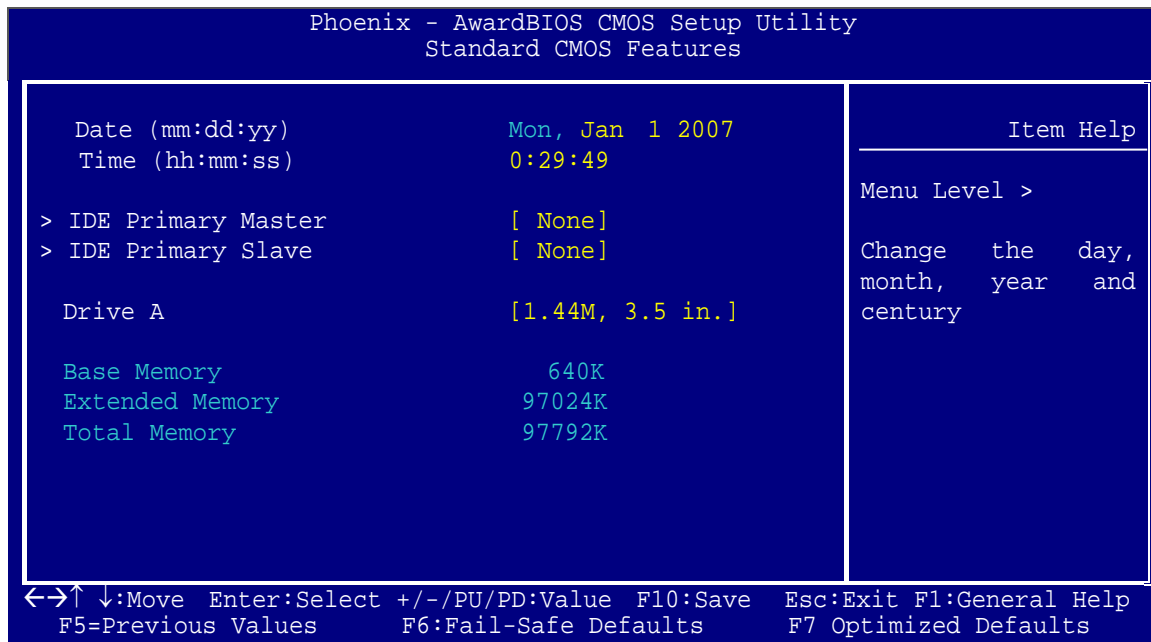 Phoenix - AwardBIOS CMOS Setup Utility
Standard CMOS Features
Date (mm:dd:yy) Mon, Jan 1 2007
Time (hh:mm:ss) 0:29:49
> IDE Primary Master [ None]
> IDE Primary Slave [ None]
Drive A [1.44M, 3.5 in.]
Base Memory 640K
Extended Memory 97024K
Total Memory 97792K
Item Help
Menu Level >
Change the day,
month, year and
century
←→↑ ↓:Move Enter:Select +/-/PU/PD:Value F10:Save Esc:Exit F1:General Help
F5=Previous Values F6:Fail-Safe Defaults F7 Optimized Defaults